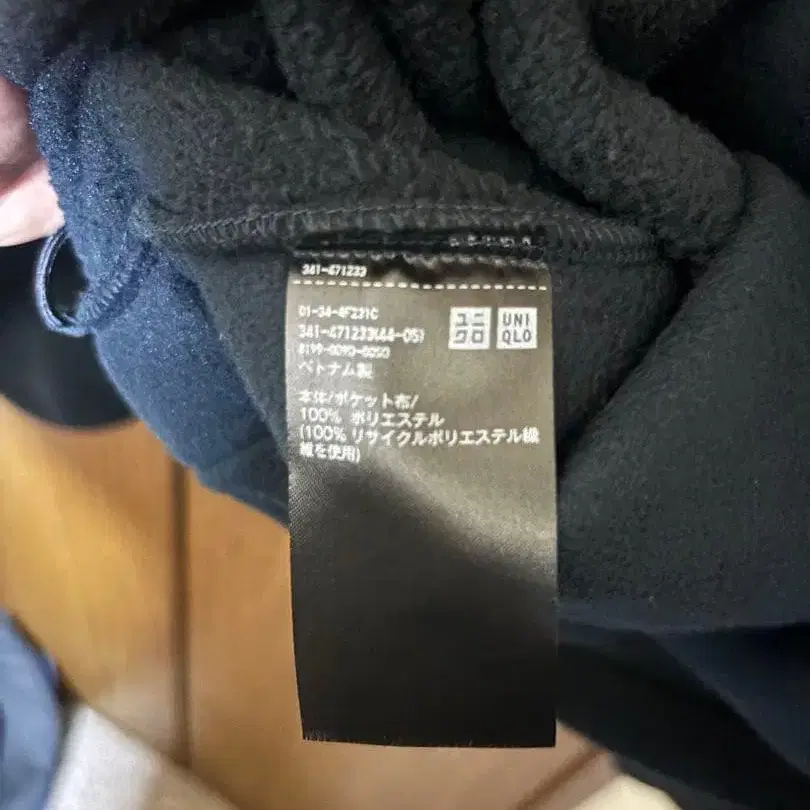 341-471233
01-34-4F231C
341-471233(44-05)
ユニ
クロ
UNI
QLO
ベトナム製
本体/ポケット布/
100% ポリエステル
(100% リサイクルポリエステル繊
維を使用)